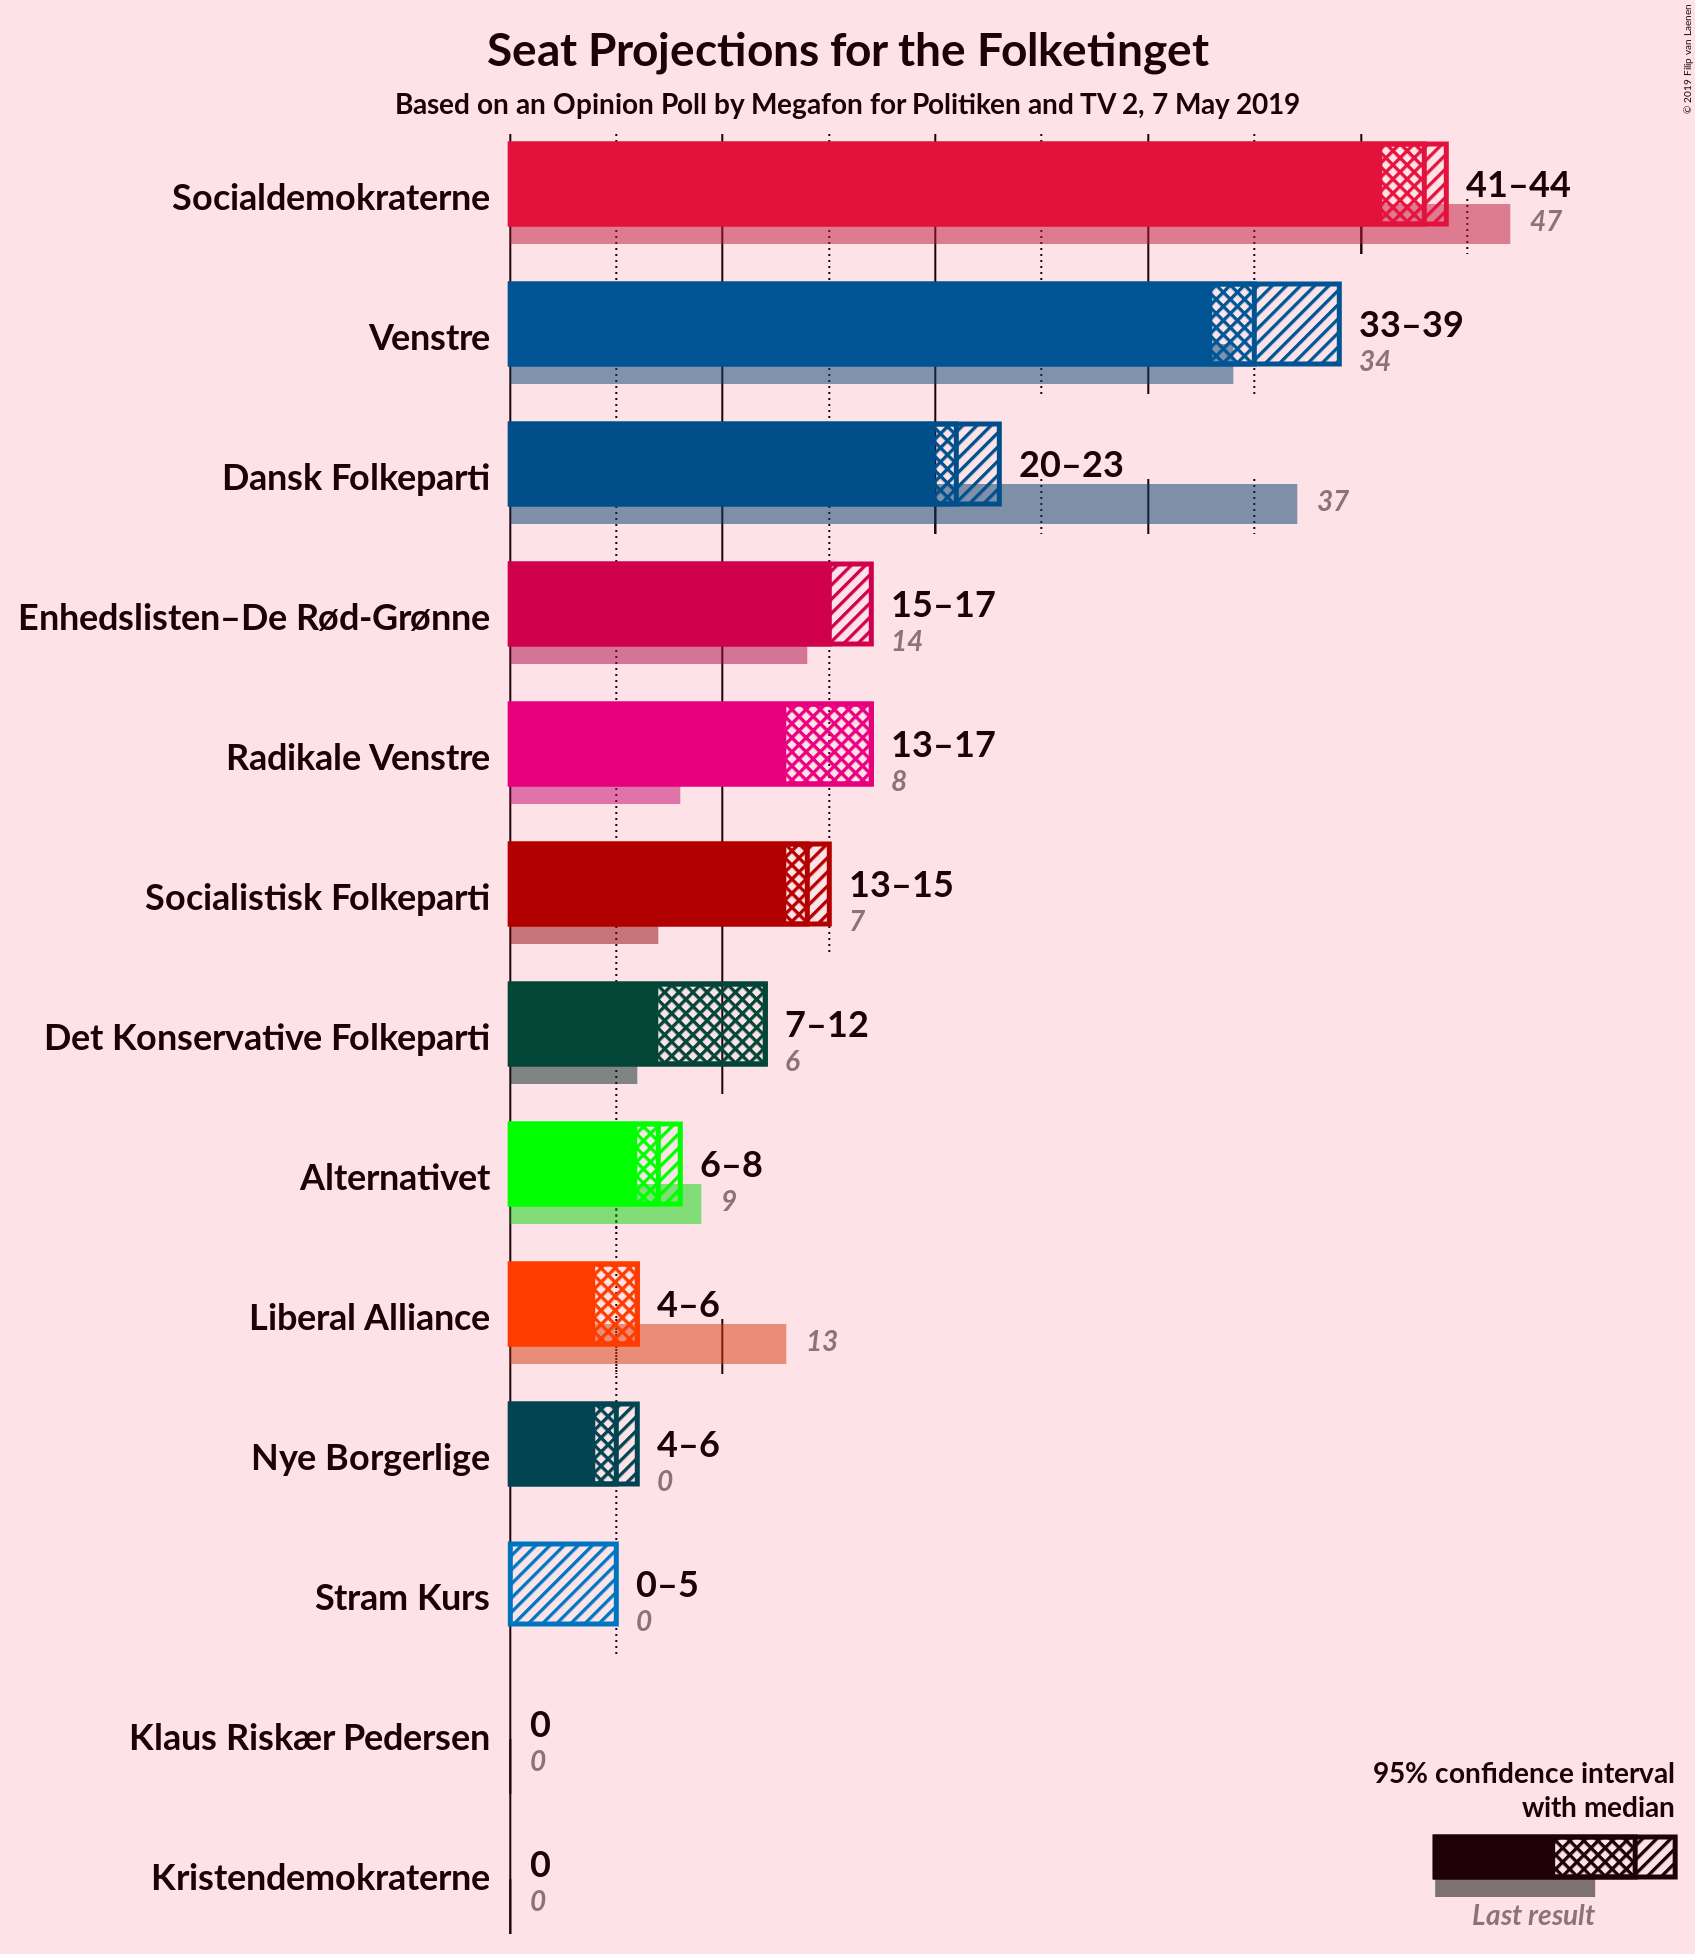 Seat Projections for the Folketinget
Based on an Opinion Poll by Megafon for Politiken and TV 2, 7 May 2019
© 2019 Filip van Laenen
Socialdemokraterne
41–44
47
Venstre
33–39
34
Dansk Folkeparti
20–23
37
Enhedslisten–De Rød-Grønne
15–17
14
Radikale Venstre
13–17
8
Socialistisk Folkeparti
13–15
7
Det Konservative Folkeparti
7–12
6
Alternativet
6–8
9
Liberal Alliance
4–6
13
Nye Borgerlige
4–6
0
Stram Kurs
0–5
0
Klaus Riskær Pedersen
0
0
Kristendemokraterne
0
0
95% confidence interval
with median
Last result